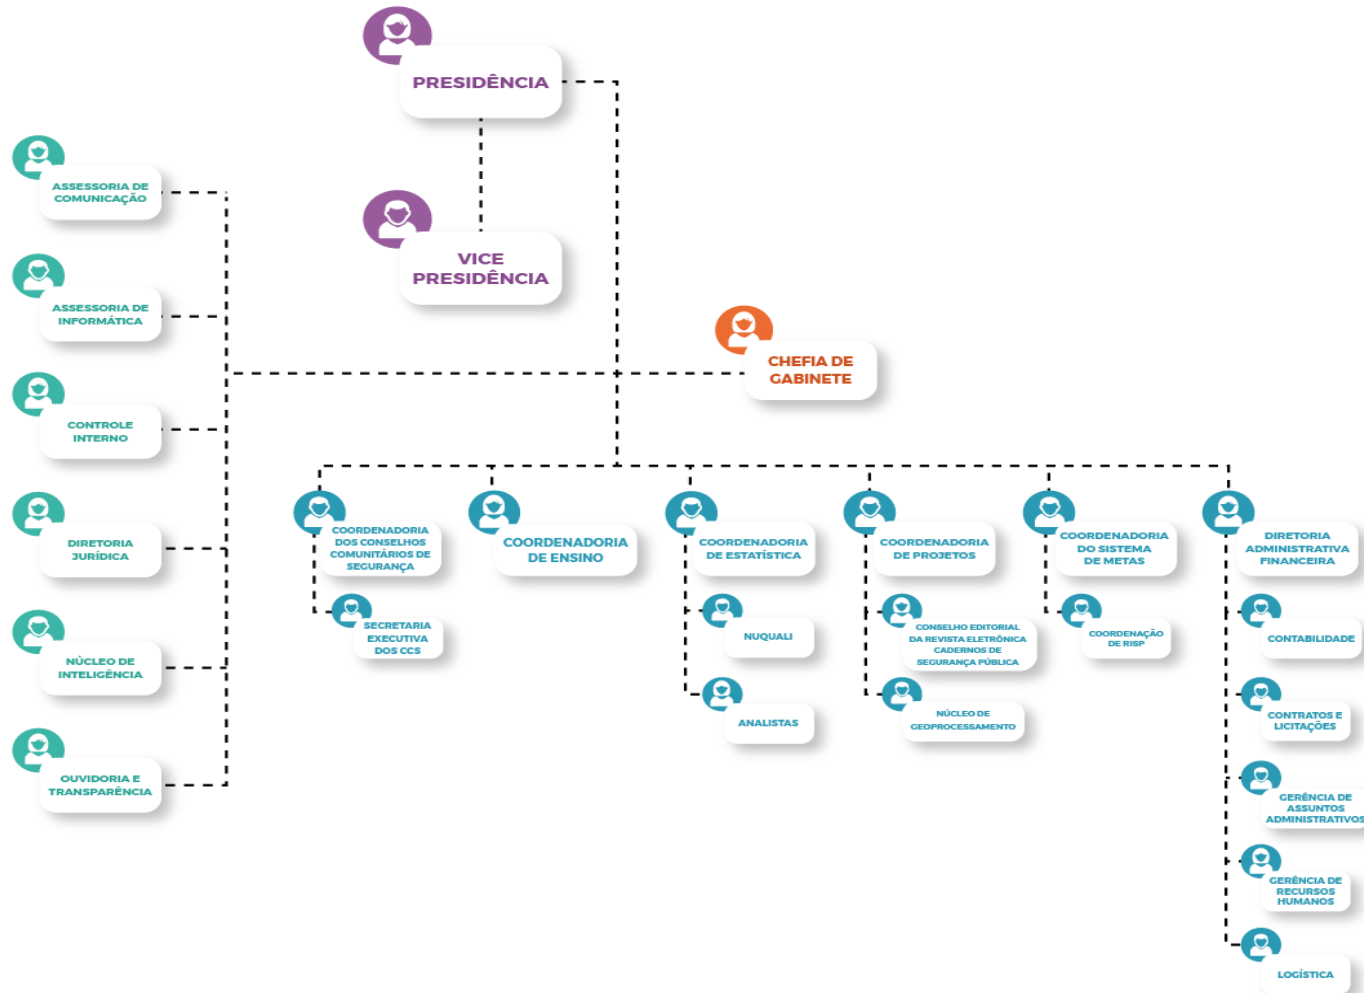 PRESIDÊNCIA
VICE
PRESIDÊNCIA
CHEFIA DE
GABINETE
ASSESSORIA DE
COMUNICAÇÃO
ASSESSORIA DE
INFORMÁTICA
CONTROLE
INTERNO
DIRETORIA
JURÍDICA
NÚCLEO DE
INTELIGÊNCIA
OUVIDORIA E
TRANSPARÊNCIA
COORDENADORIA
DOS CONSELHOS
COMUNITÁRIOS DE
SEGURANÇA
SECRETARIA
EXECUTIVA
DOS CCS
COORDENADORIA
DE ENSINO
COORDENADORIA
DE ESTATÍSTICA
NUQUALI
ANALISTAS
COORDENADORIA
DE PROJETOS
CONSELHO EDITORIAL
DA REVISTA ELETRÔNICA
CADERNOS DE
SEGURANÇA PÚBLICA
NÚCLEO DE
GEOPROCESSAMENTO
COORDENADORIA
DO SISTEMA
DE METAS
COORDENAÇÃO
DE RISP
DIRETORIA
ADMINISTRATIVA
FINANCEIRA
CONTABILIDADE
CONTRATOS E
LICITAÇÕES
GERÊNCIA DE
ASSUNTOS
ADMINISTRATIVOS
GERÊNCIA DE
RECURSOS
HUMANOS
LOGÍSTICA